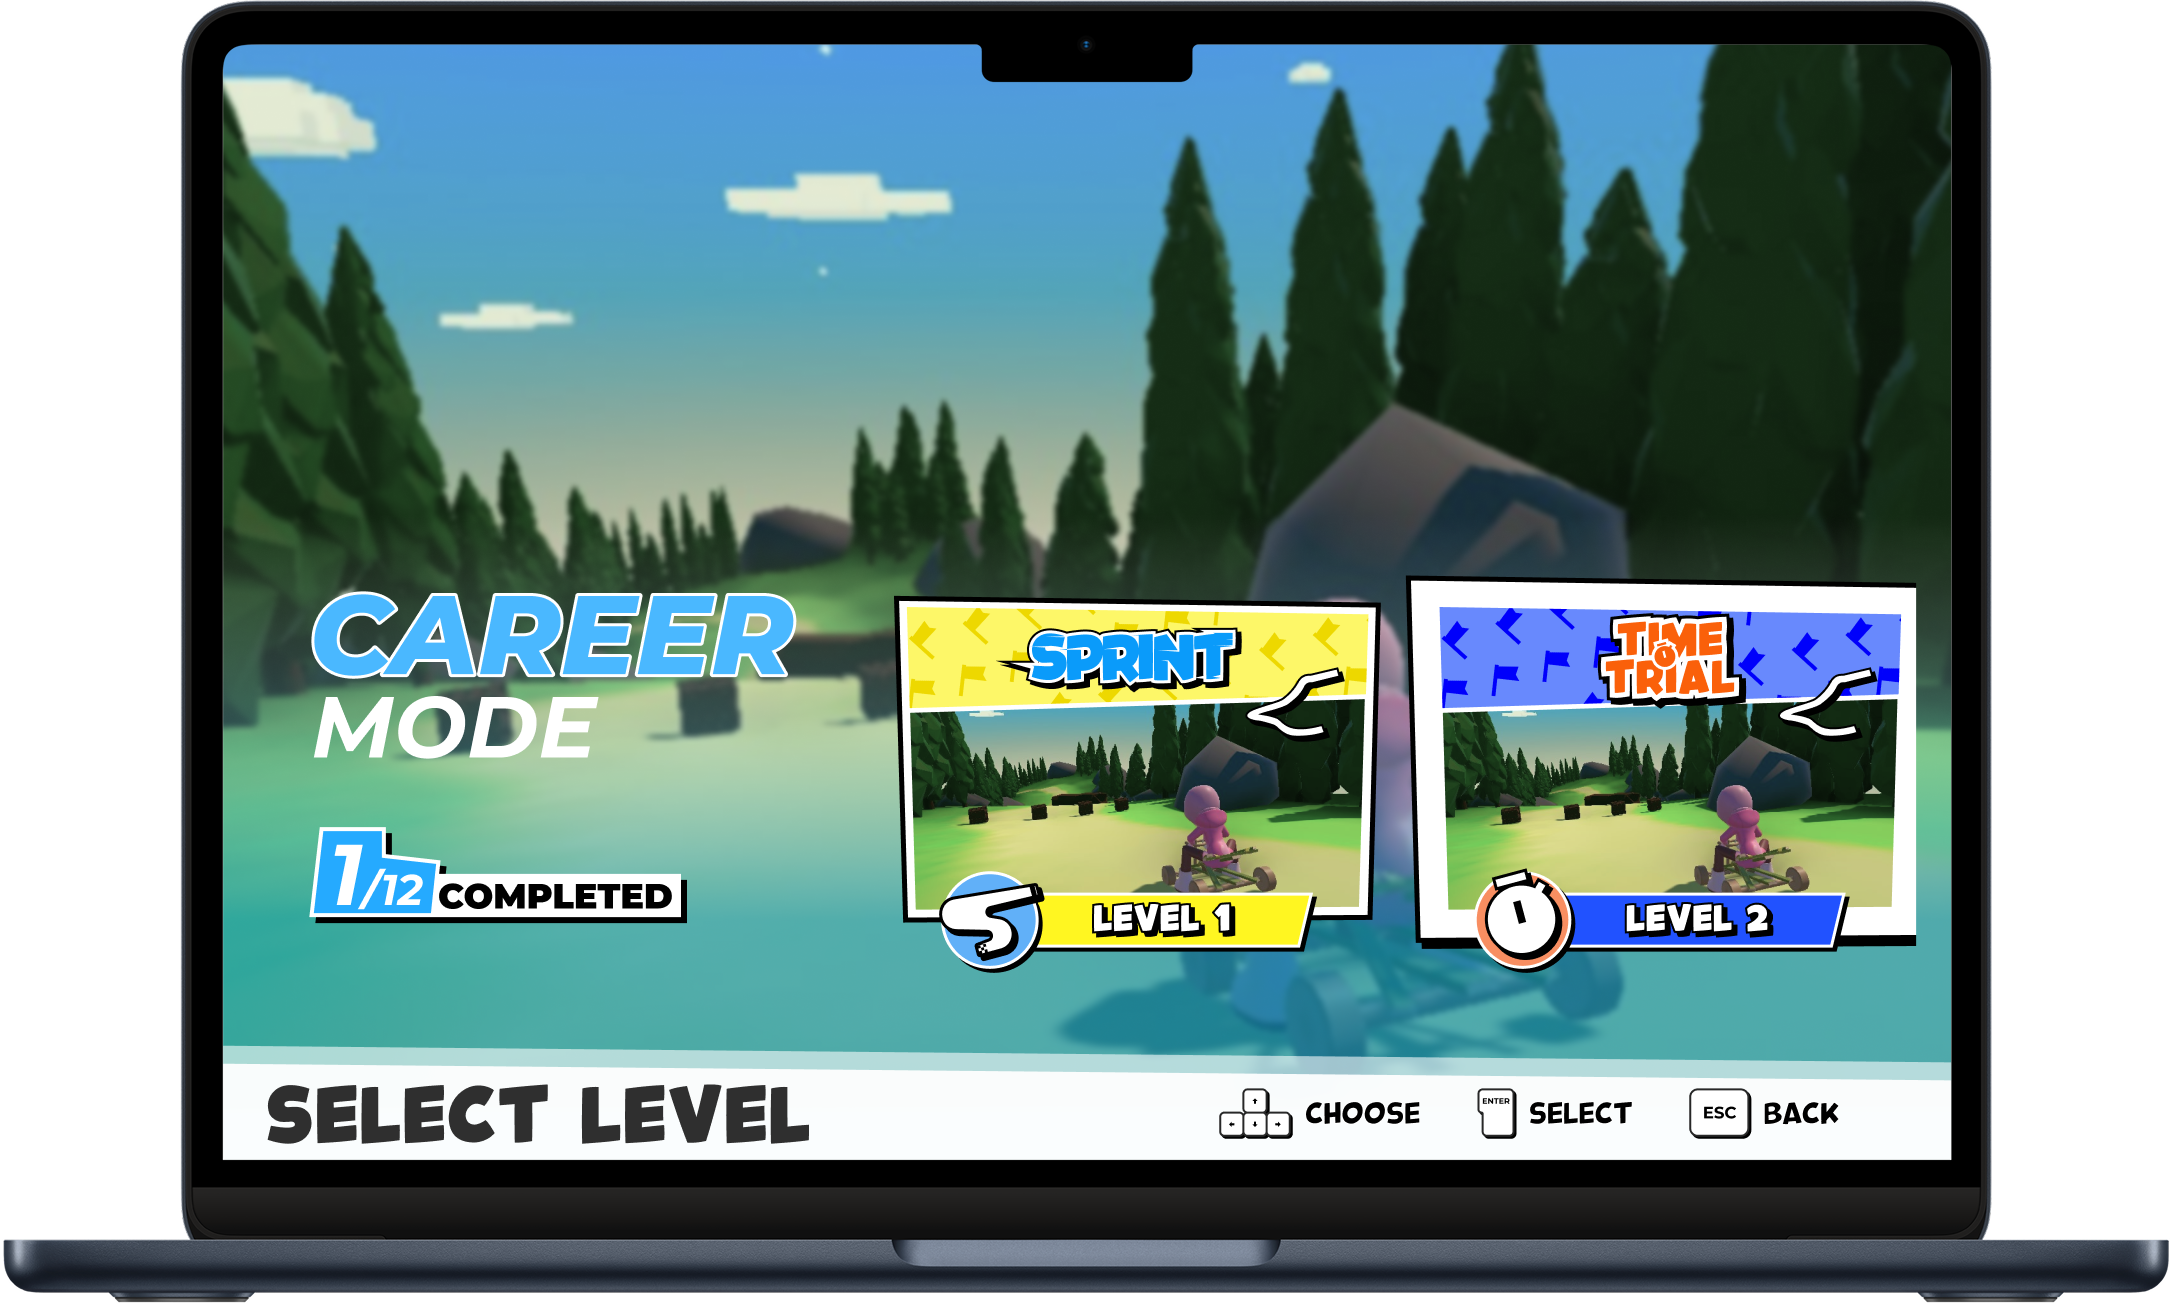 CAREER
MODE
1/12 COMPLETED
SPRINT
LEVEL 1
TIME
TRIAL
LEVEL 2
SELECT LEVEL
CHOOSE
ENTER
SELECT
ESC
BACK